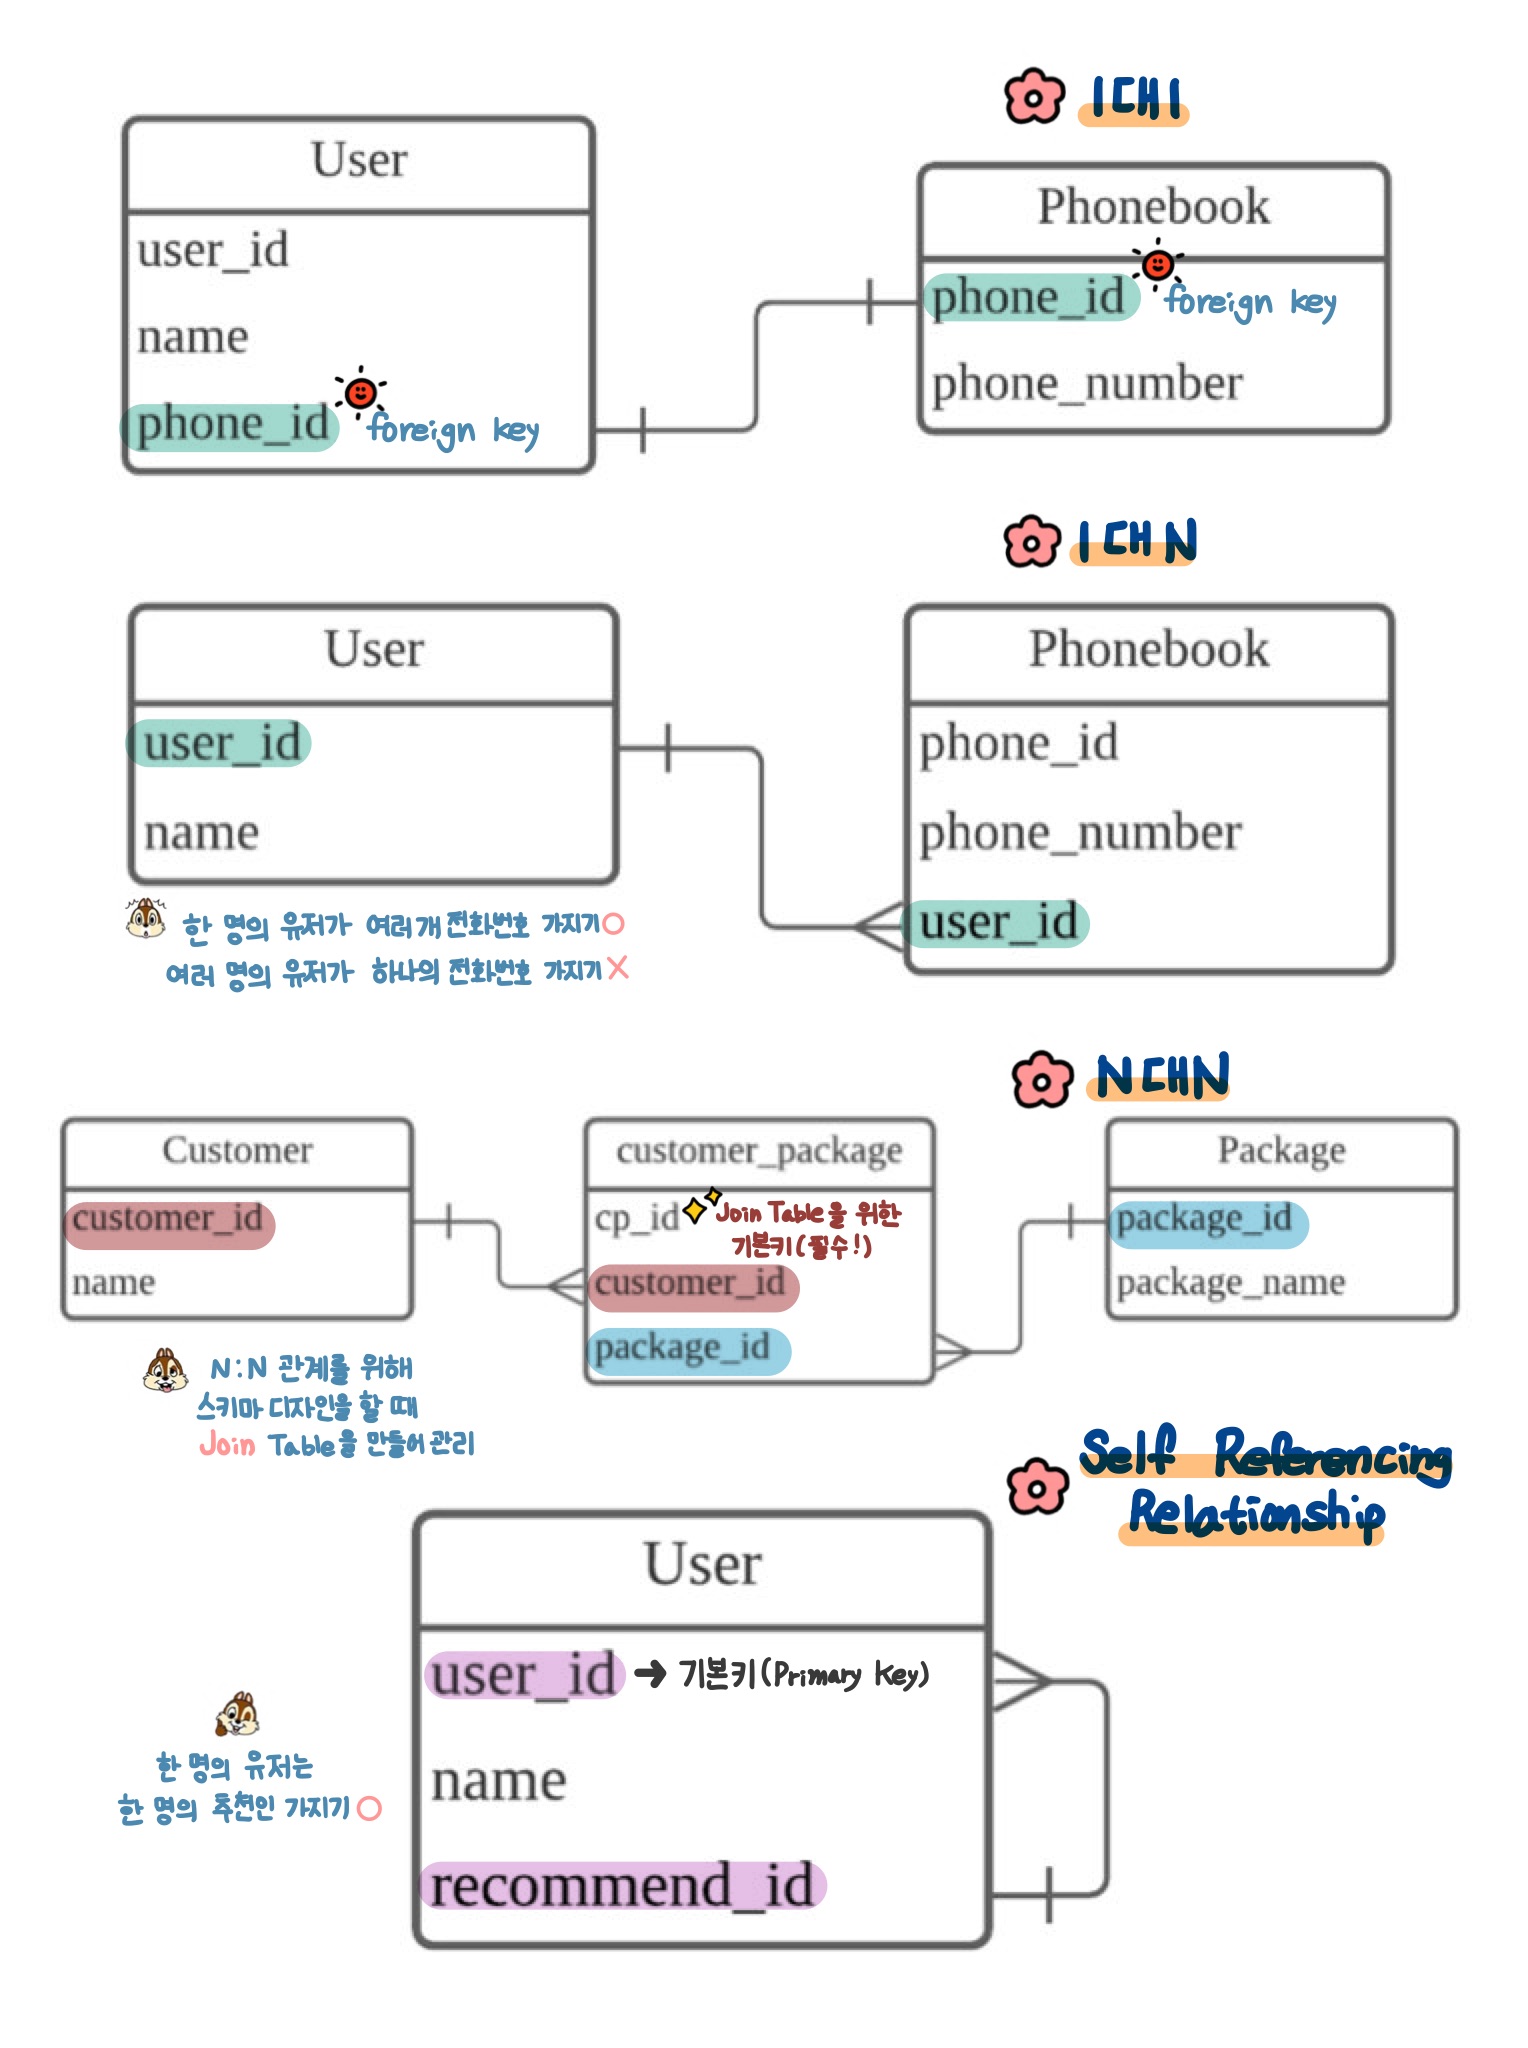 1대1
User
user_id
name
phone_id foreign key
Phonebook
phone_id foreign key
phone_number
1대N
User
user_id
name
Phonebook
phone_id
phone_number
user_id
한 명의 유저가 여러개 전화번호 가지기 O
여러 명의 유저가 하나의 전화번호 가지기 X
N대N
Customer
customer_id
name
customer_package
cp_id Join Table을 위한
기본키(필수!)
customer_id
package_id
Package
package_id
package_name
N:N 관계를 위해
스키마 디자인을 할 때
Join Table을 만들어 관리
Self Referencing
Relationship
User
user_id → 기본키(Primary Key)
name
recommend_id
한 명의 유저는
한 명의 추천인 가지기 O